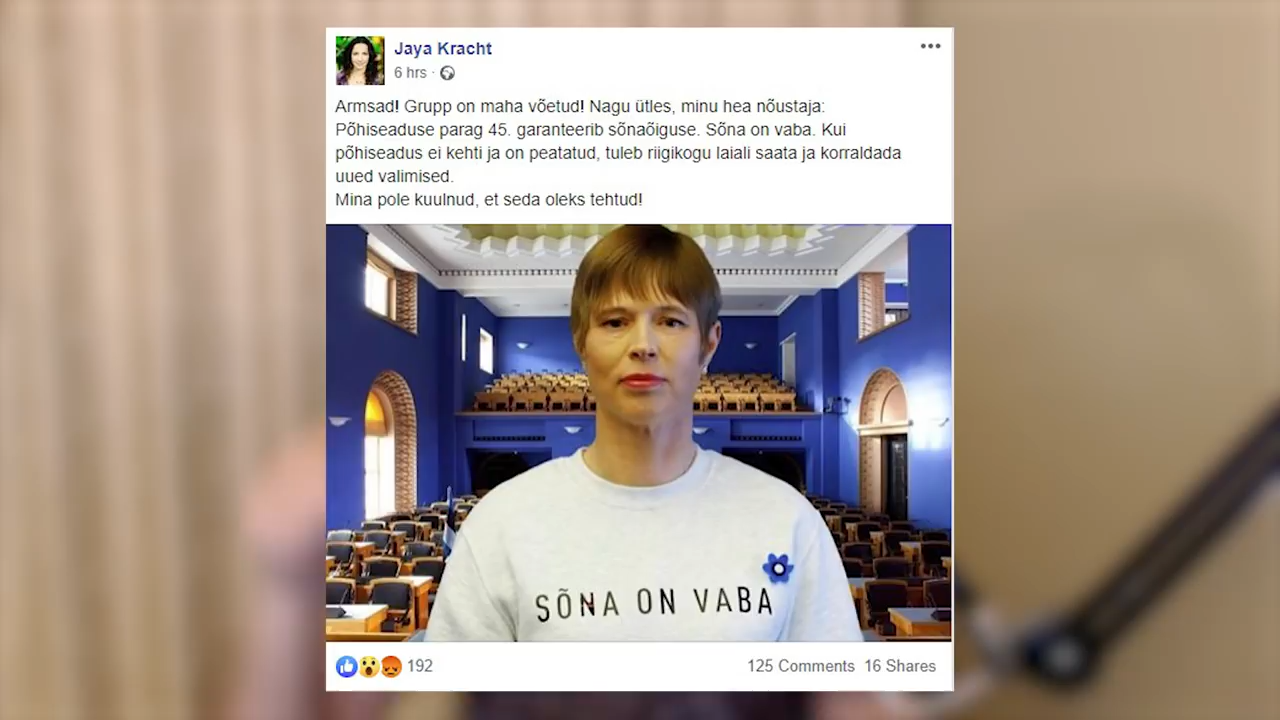 Jaya Kracht
6 hrs ·
Armsad! Grupp on maha võetud! Nagu ütles, minu hea nõustaja:
Põhiseaduse parag 45. garanteerib sõnaõiguse. Sõna on vaba. Kui
põhiseadus ei kehti ja on peatatud, tuleb riigikogu laiali saata ja korraldada
uued valimised.
Mina pole kuulnud, et seda oleks tehtud!
SÕNA ON VABA
192
125 Comments 16 Shares